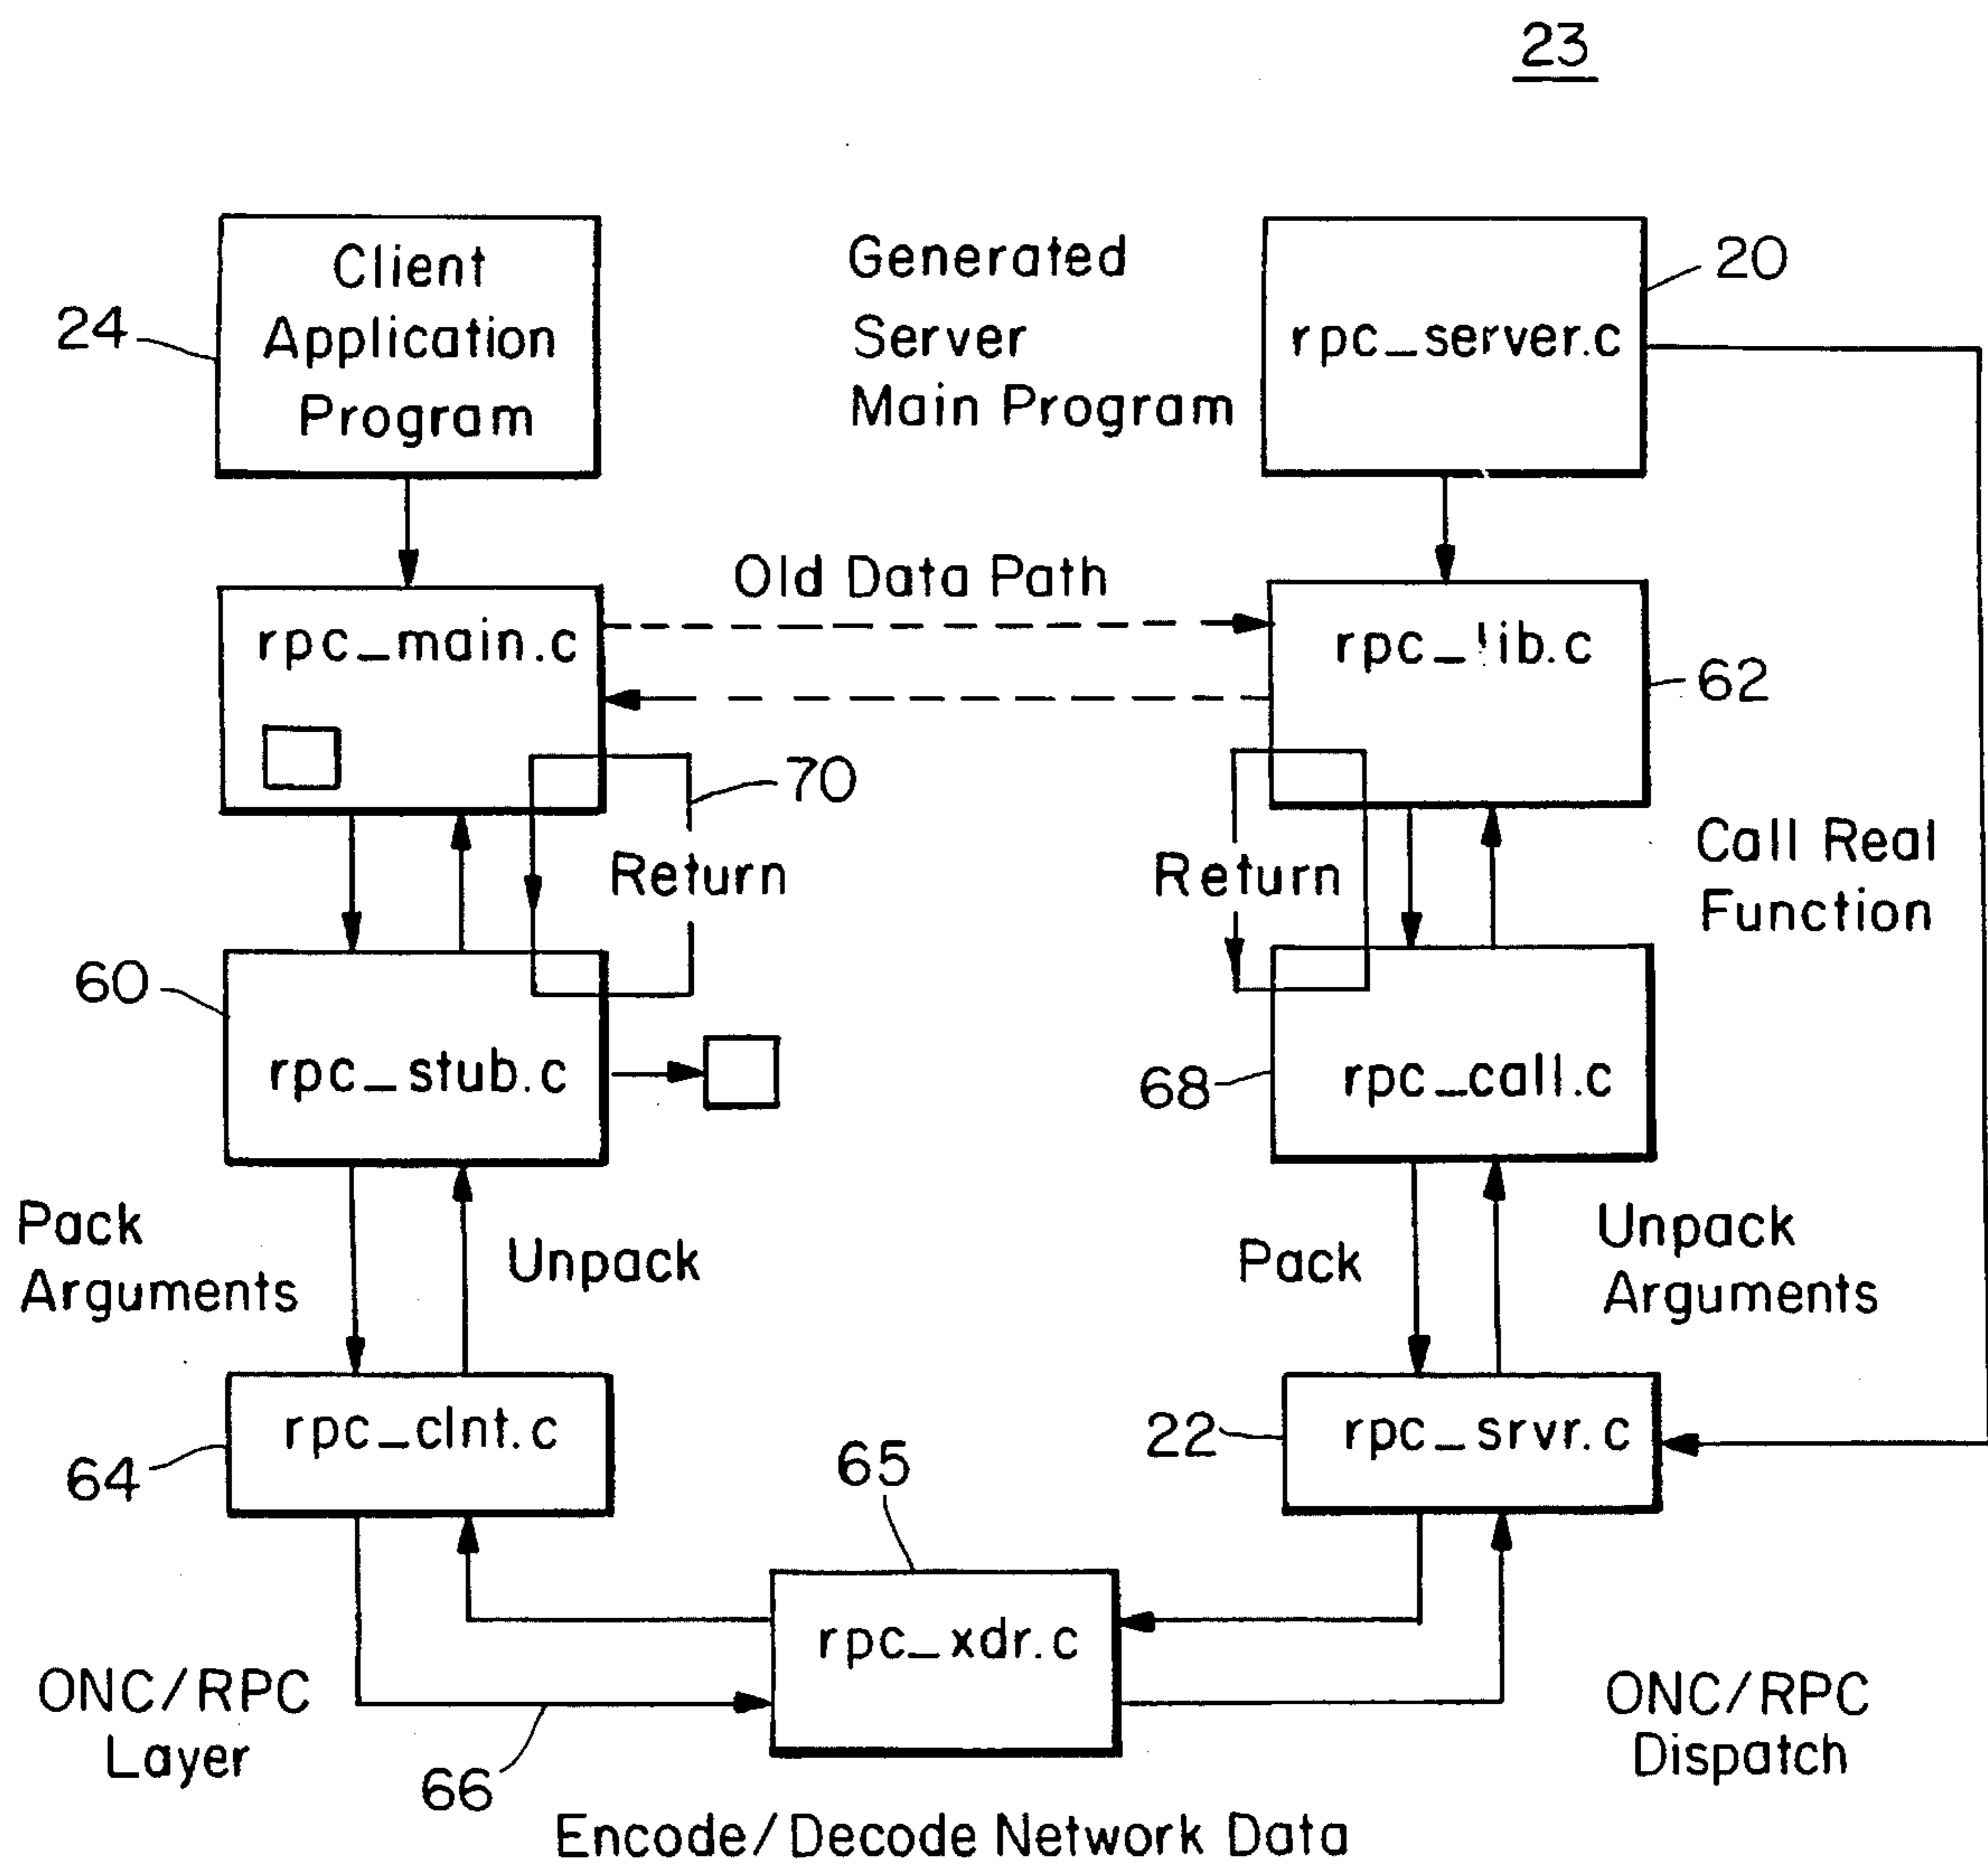 23
Client
Application
Program
24
Generated
Server
Main Program
rpc_server.c
20
Old Data Path
rpc_main.c
rpc_lib.c
62
70
Return
Return
Call Real
Function
60
rpc_stub.c
68
rpc_call.c
Pack
Arguments
Unpack
Pack
Unpack
Arguments
rpc_clnt.c
64
65
22
rpc_srvr.c
rpc_xdr.c
ONC/RPC
Layer
66
ONC/RPC
Dispatch
Encode/Decode Network Data